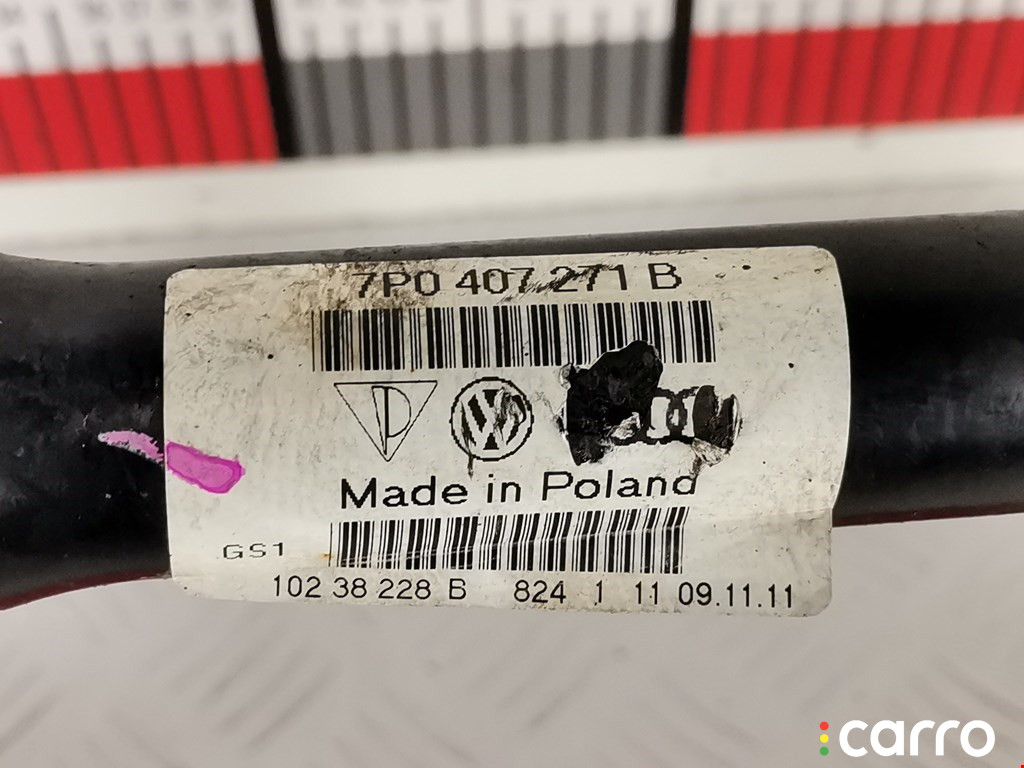 7P0 407 271 B
Made in Poland
GS1
102 38 228 B 824 1 11 09.11.11
carro